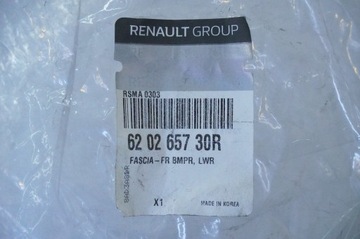 RENAULT GROUP
RSMA 0303
62 02 657 30R
FASCIA-FR BMPR, LWR
X1
MADE IN KOREA